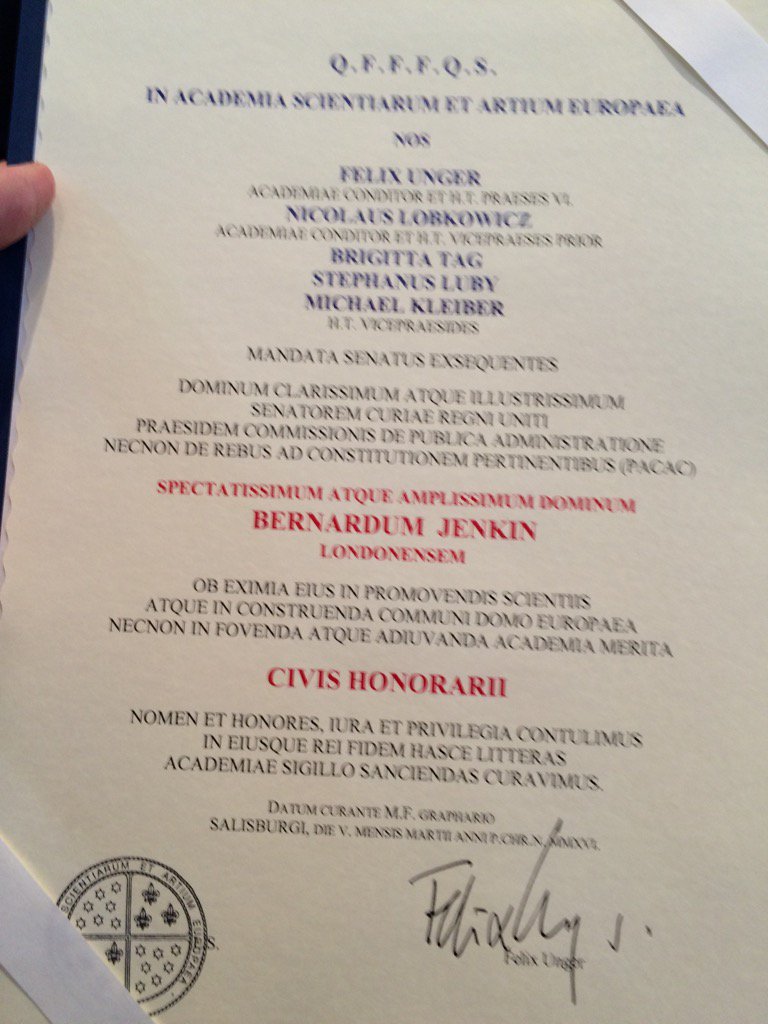 Q.F.F.F.Q.S.
IN ACADEMIA SCIENTIARUM ET ARTIUM EUROPAEA
NOS
FELIX UNGER
ACADEMIAE CONDITOR ET H.T. PRAESES VI.
NICOLAUS LOBKOWICZ
ACADEMIAE CONDITOR ET H.T. VICEPRAESES PRIOR
BRIGITTA TAG
STEPHANUS LUBY
MICHAEL KLEIBER
H.T. VICEPRAESIDES
MANDATA SENATUS EXSEQUENTES
DOMINUM CLARISSIMUM ATQUE ILLUSTRISSIMUM
SENATOREM CURIAE REGNI UNITI
PRAESIDEM COMMISSIONIS DE PUBLICA ADMINISTRATIONE
NECNON DE REBUS AD CONSTITUTIONEM PERTINENTIBUS (PACAC)
SPECTATISSIMUM ATQUE AMPLISSIMUM DOMINUM
BERNARDUM JENKIN
LONDONENSEM
OB EXIMIA EIUS IN PROMOVENDIS SCIENTIIS
ATQUE IN CONSTRUENDA COMMUNI DOMO EUROPAEA
NECNON IN FOVENDA ATQUE ADIUVANDA ACADEMIA MERITA
CIVIS HONORARII
NOMEN ET HONORES, IURA ET PRIVILEGIA CONTULIMUS
IN EIUSQUE REI FIDEM HASCE LITTERAS
ACADEMIAE SIGILLO SANCIENDAS CURAVIMUS.
DATUM CURANTE M.F. GRAPHARIO
SALISBURGI, DIE V. MENSIS MARTII ANNI P.CHR.N. MMXVI.
SCIENTIARUM ET ARTIUM EUROPAEA
S.
Felix Unger